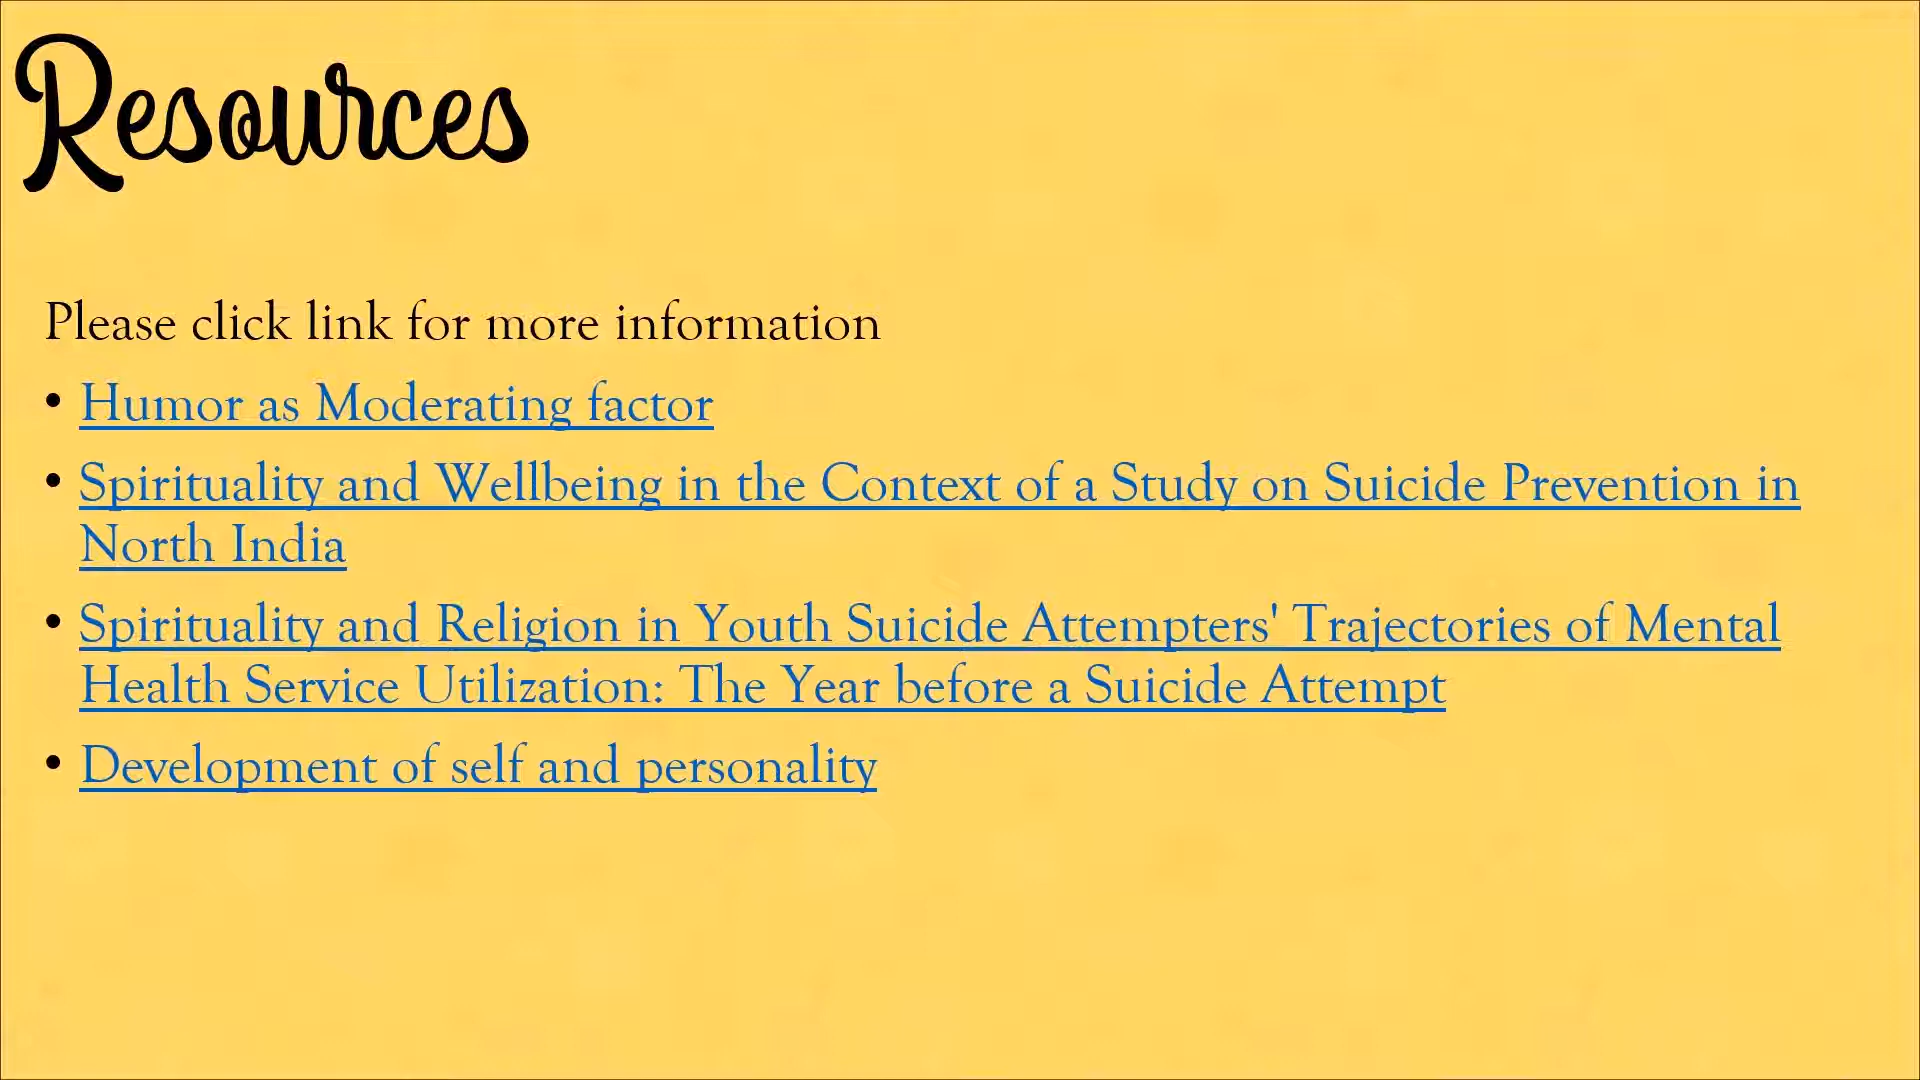 Resources
Please click link for more information
• Humor as Moderating factor
• Spirituality and Wellbeing in the Context of a Study on Suicide Prevention in
North India
• Spirituality and Religion in Youth Suicide Attempters' Trajectories of Mental
Health Service Utilization: The Year before a Suicide Attempt
• Development of self and personality